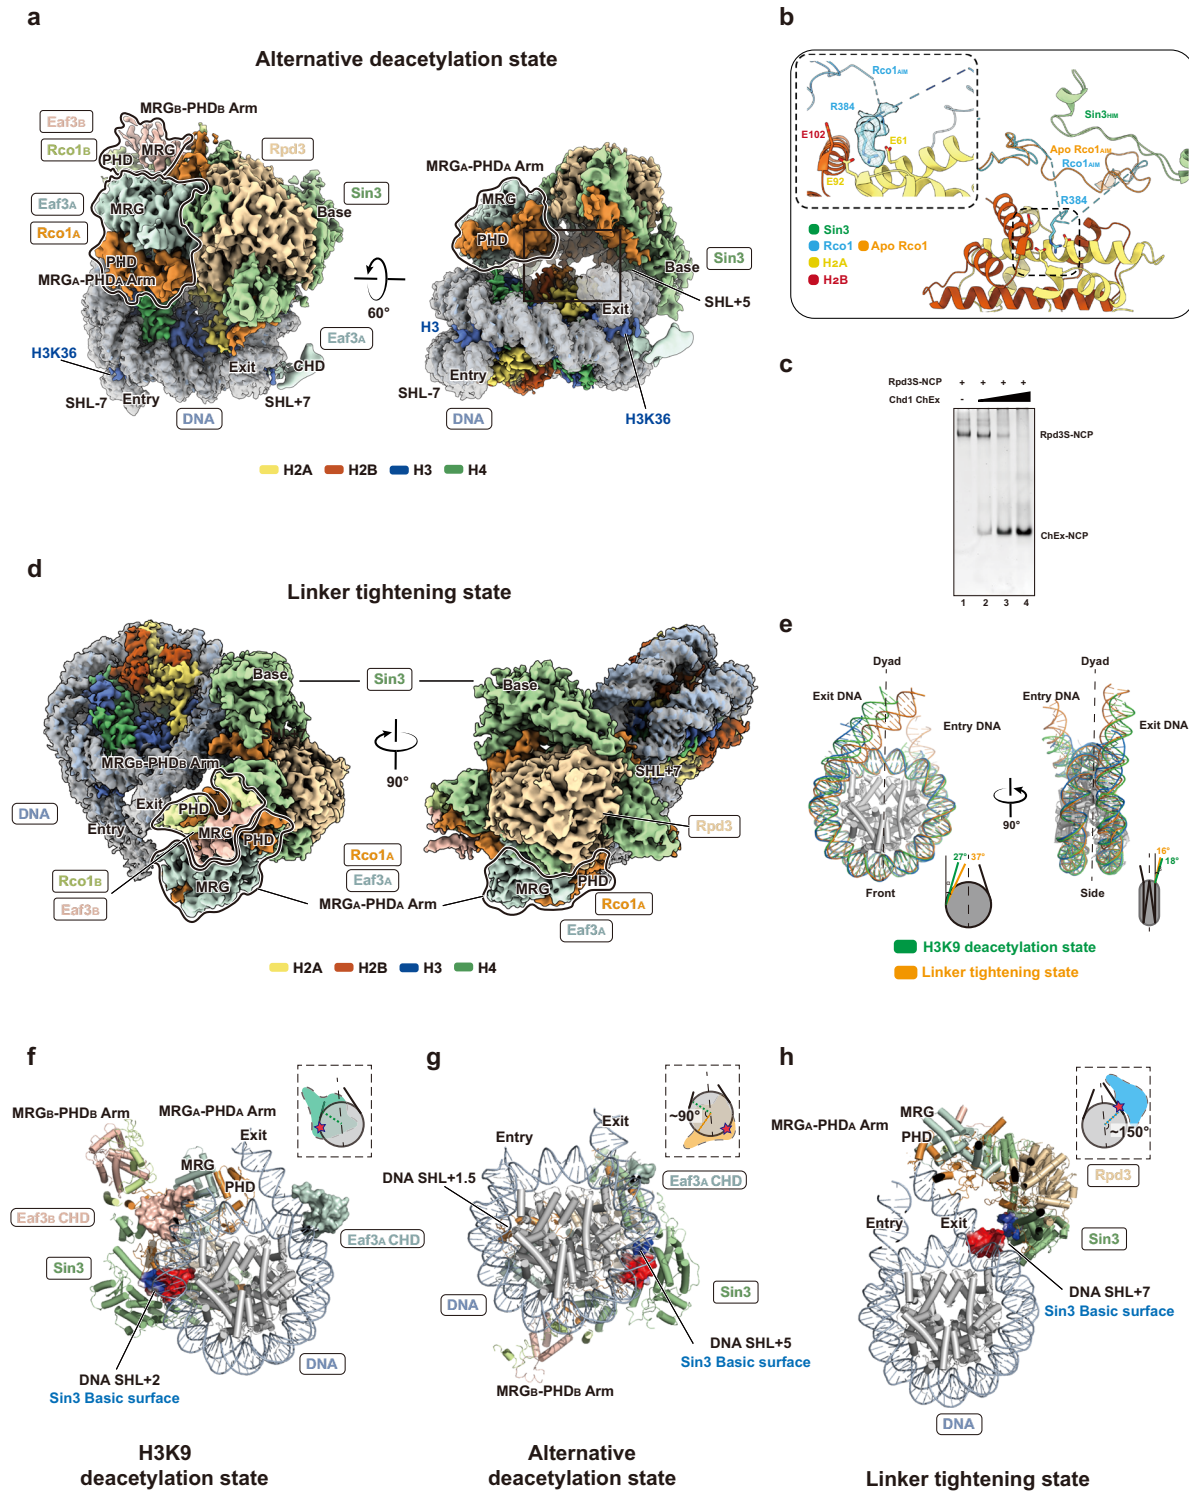 a
Alternative deacetylation state
MRGB-PHDB Arm
Eaf3B
Rco1B
PHD
MRG
Rpd3
Eaf3A
Rco1A
MRG
PHD
MRGA-PHDA Arm
Sin3
Base
60°
H3K36
SHL-7
Entry
Exit
CHD
SHL+7
Eaf3A
DNA
MRGA-PHDA Arm
MRG
PHD
Sin3
Base
SHL+5
Exit
H3
Entry
SHL-7
DNA
H3K36
H2A
H2B
H3
H4
b
Rco1AIM
R384
E102
E61
E92
Sin3HIM
Apo Rco1AIM
Rco1AIM
R384
Sin3
Rco1
Apo Rco1
H2A
H2B
c
Rpd3S-NCP + + + +
Chd1 ChEx -
Rpd3S-NCP
ChEx-NCP
1 2 3 4
d
Linker tightening state
Base
Sin3
Base
MRGB-PHDB Arm
90°
SHL+7
DNA
Exit
PHD
Entry
MRG
PHD
Rpd3
Rco1B
Eaf3B
MRG
Rco1A
Eaf3A
MRGA-PHDA Arm
MRG
PHD
Rco1A
Eaf3A
H2A
H2B
H3
H4
e
Dyad
Dyad
Exit DNA
Entry DNA
Entry DNA
Exit DNA
90°
27°
37°
16°
18°
Front
Side
H3K9 deacetylation state
Linker tightening state
f
MRGB-PHDB Arm
MRGA-PHDA Arm
Exit
MRG
PHD
Eaf3B CHD
Eaf3A CHD
Sin3
DNA SHL+2
Sin3 Basic surface
DNA
H3K9
deacetylation state
g
~90°
Exit
Entry
DNA SHL+1.5
Eaf3A CHD
DNA
Sin3
DNA SHL+5
Sin3 Basic surface
MRGB-PHDB Arm
Alternative
deacetylation state
h
MRGA-PHDA Arm
MRG
PHD
~150°
Rpd3
Entry
Exit
Sin3
DNA SHL+7
Sin3 Basic surface
DNA
Linker tightening state